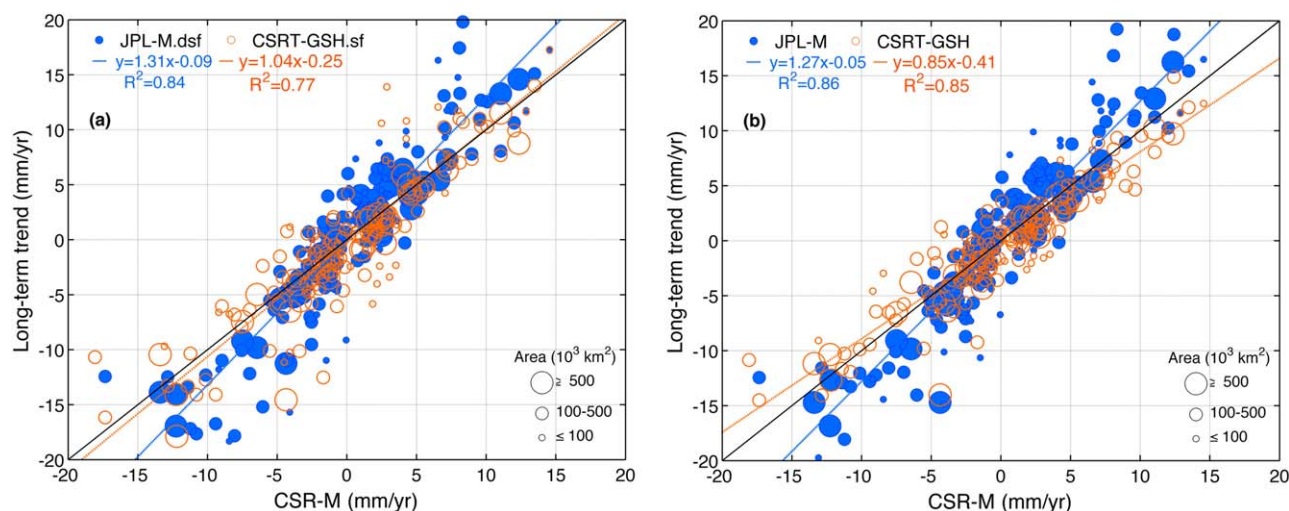 JPL-M.dsf CSRT-GSH.sf
y=1.31x-0.09 y=1.04x-0.25
R²=0.84 R²=0.77
(a)
Long-term trend (mm/yr)
20
15
10
5
0
-5
-10
-15
-20
Area (10³ km²)
≥ 500
100-500
≤ 100
-20 -15 -10 -5 0 5 10 15 20
CSR-M (mm/yr)
JPL-M CSRT-GSH
y=1.27x-0.05 y=0.85x-0.41
R²=0.86 R²=0.85
(b)
Long-term trend (mm/yr)
20
15
10
5
0
-5
-10
-15
-20
Area (10³ km²)
≥ 500
100-500
≤ 100
-20 -15 -10 -5 0 5 10 15 20
CSR-M (mm/yr)